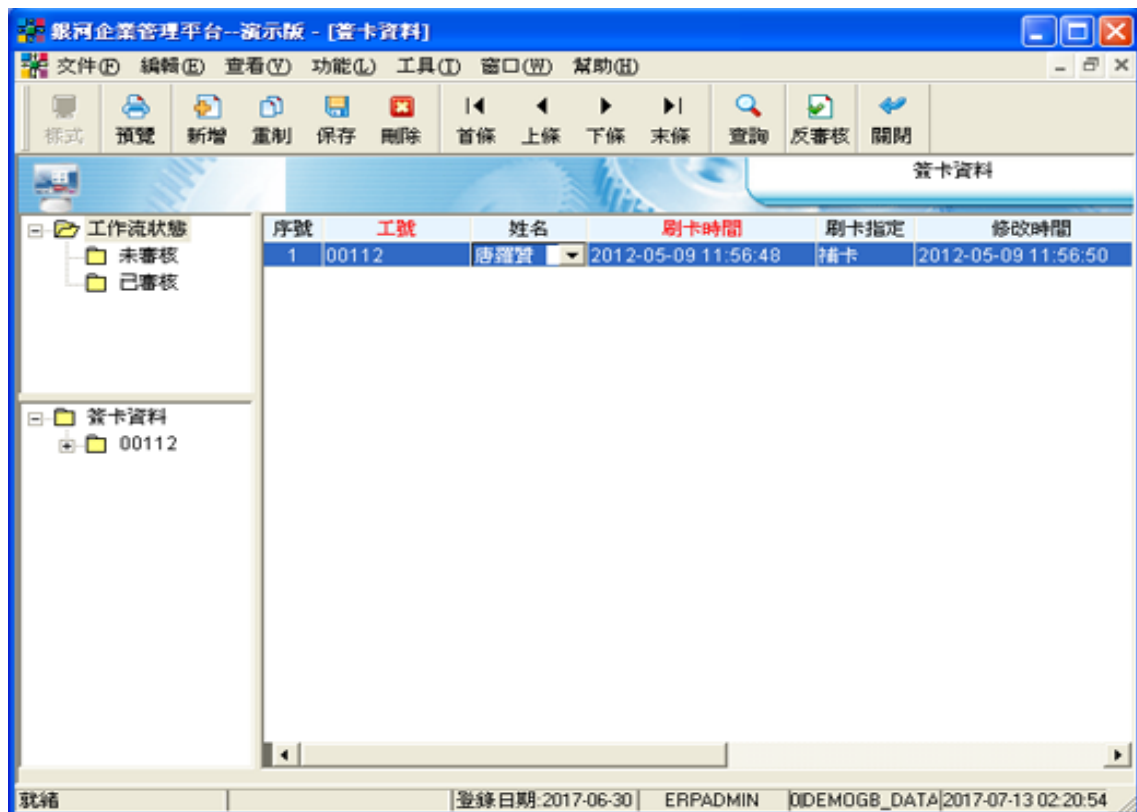 銀河企業管理平台--演示版 - [簽卡資料]
文件(F) 編輯(E) 查看(V) 功能(L) 工具(T) 窗口(W) 幫助(H)
樣式 預覽 新增 重制 保存 刪除 首條 上條 下條 末條 查詢 反審核 關閉
簽卡資料
工作流狀態
未審核
已審核
簽卡資料
00112
序號 工號 姓名 刷卡時間 刷卡指定 修改時間
1 00112 唐羅贊 2012-05-09 11:56:48 補卡 2012-05-09 11:56:50
就緒 登錄日期:2017-06-30 ERPADMIN 0|DEMOGB_DATA 2017-07-13 02:20:54